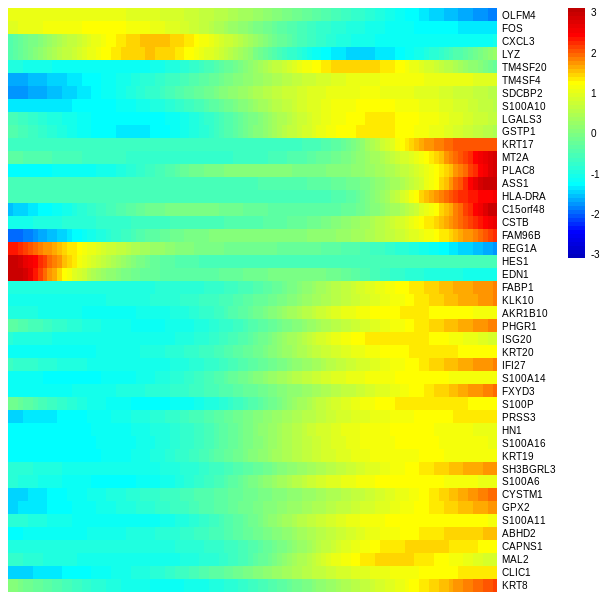 OLFM4
FOS
CXCL3
LYZ
TM4SF20
TM4SF4
SDCBP2
S100A10
LGALS3
GSTP1
KRT17
MT2A
PLAC8
ASS1
HLA-DRA
C15orf48
CSTB
FAM96B
REG1A
HES1
EDN1
FABP1
KLK10
AKR1B10
PHGR1
ISG20
KRT20
IFI27
S100A14
FXYD3
S100P
PRSS3
HN1
S100A16
KRT19
SH3BGRL3
S100A6
CYSTM1
GPX2
S100A11
ABHD2
CAPNS1
MAL2
CLIC1
KRT8
3
2
1
0
-1
-2
-3